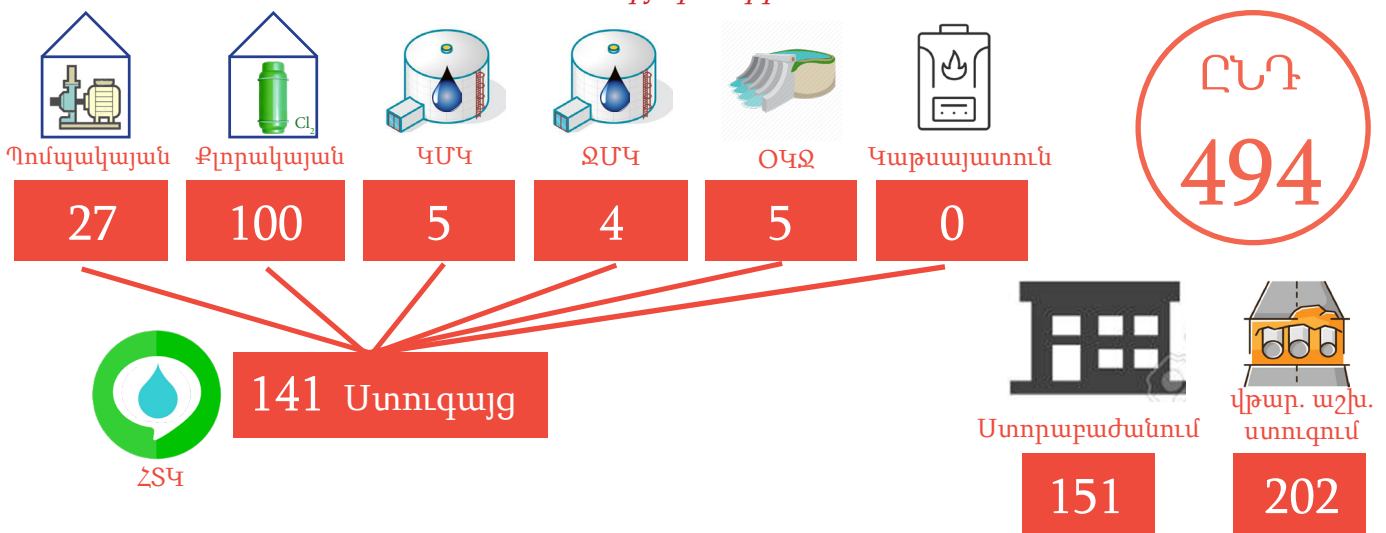 ԸՆԴ
494
Cl₂
Պոմպակայան
Քլորակայան
ԿՄԿ
ՋՄԿ
ՕԿՋ
Կաթսայատուն
27
100
5
4
5
0
141 Ստուգայց
ՀՏԿ
Ստորաբաժանում
151
վթար. աշխ.
ստուգում
202